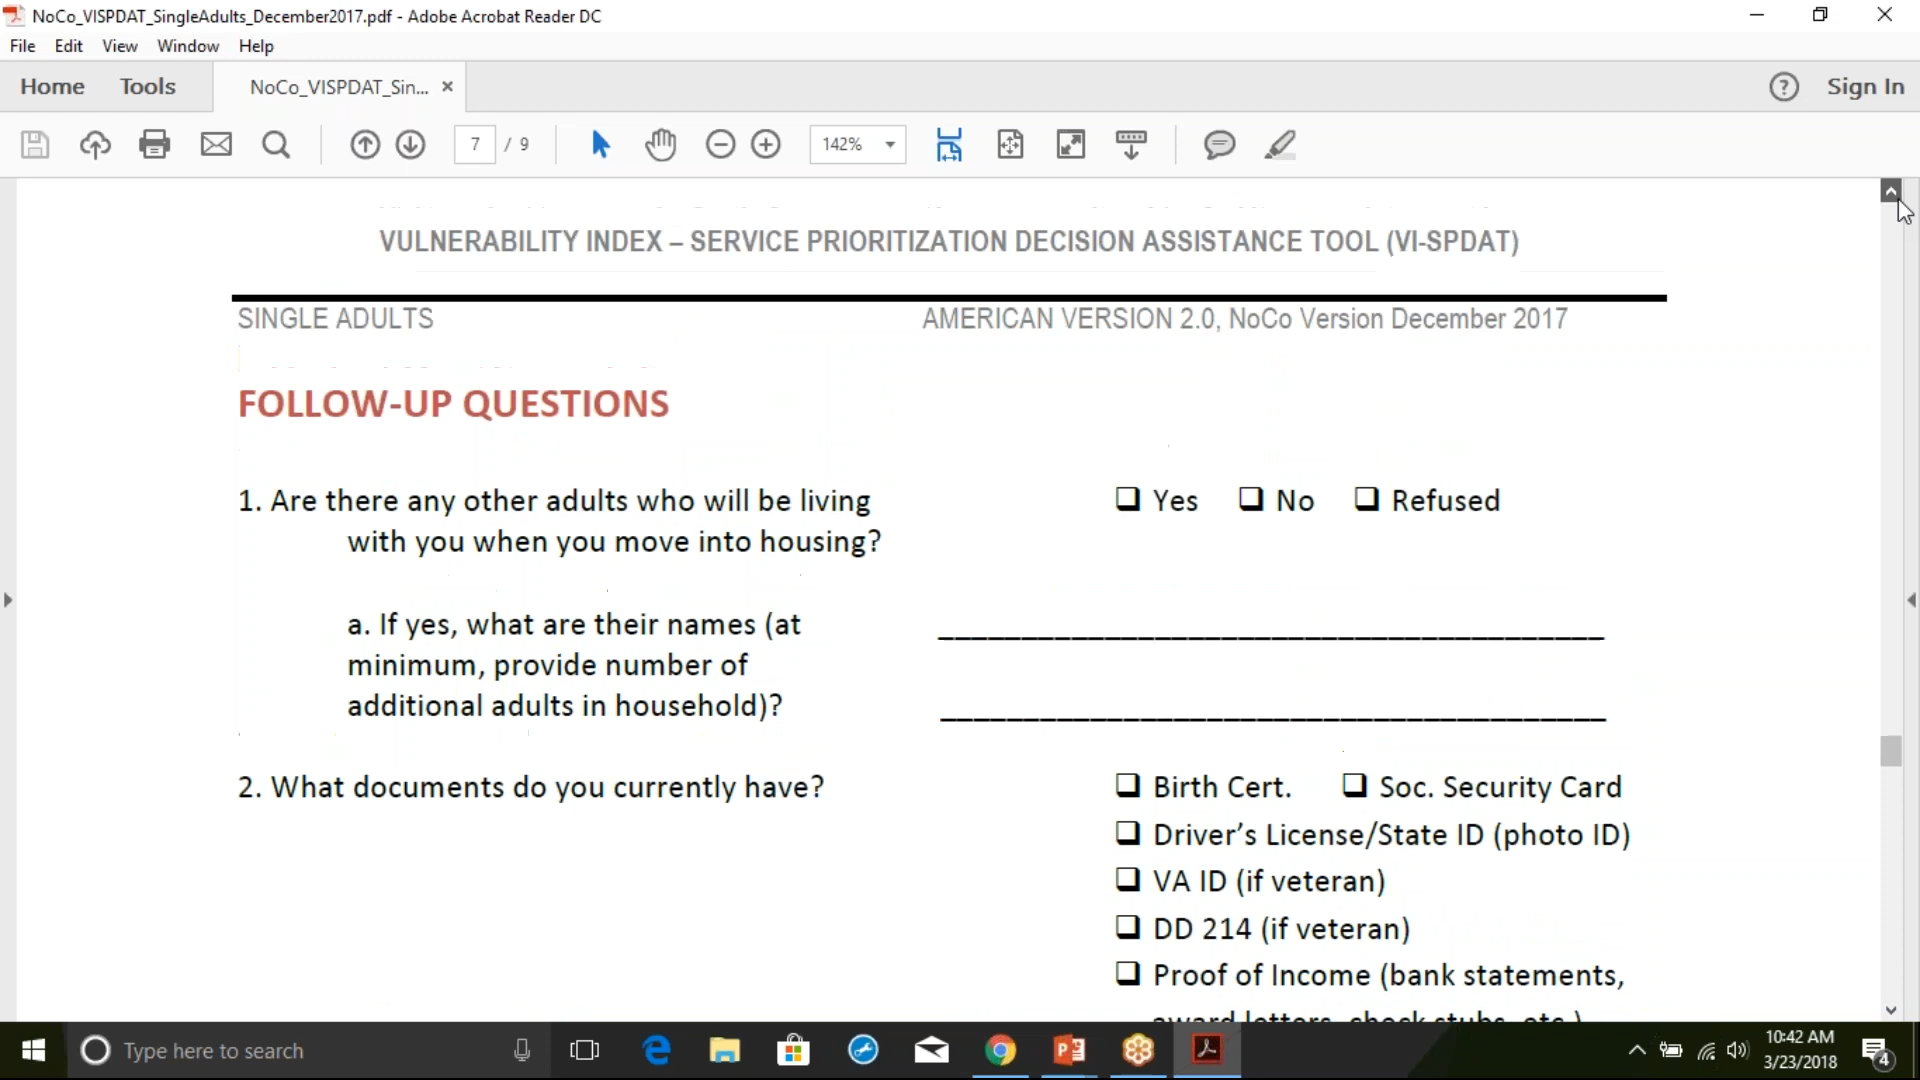 NoCo_VISPDAT_SingleAdults_December2017.pdf - Adobe Acrobat Reader DC
File Edit View Window Help
Home Tools NoCo_VISPDAT_Sin... × Sign In
7 / 9 142%
VULNERABILITY INDEX – SERVICE PRIORITIZATION DECISION ASSISTANCE TOOL (VI-SPDAT)
SINGLE ADULTS AMERICAN VERSION 2.0, NoCo Version December 2017
FOLLOW-UP QUESTIONS
1. Are there any other adults who will be living ❑ Yes ❑ No ❑ Refused
with you when you move into housing?
a. If yes, what are their names (at
minimum, provide number of
additional adults in household)?
2. What documents do you currently have? ❑ Birth Cert. ❑ Soc. Security Card
❑ Driver’s License/State ID (photo ID)
❑ VA ID (if veteran)
❑ DD 214 (if veteran)
❑ Proof of Income (bank statements,
award letters, check stubs, etc.)
Type here to search
10:42 AM
3/23/2018
4